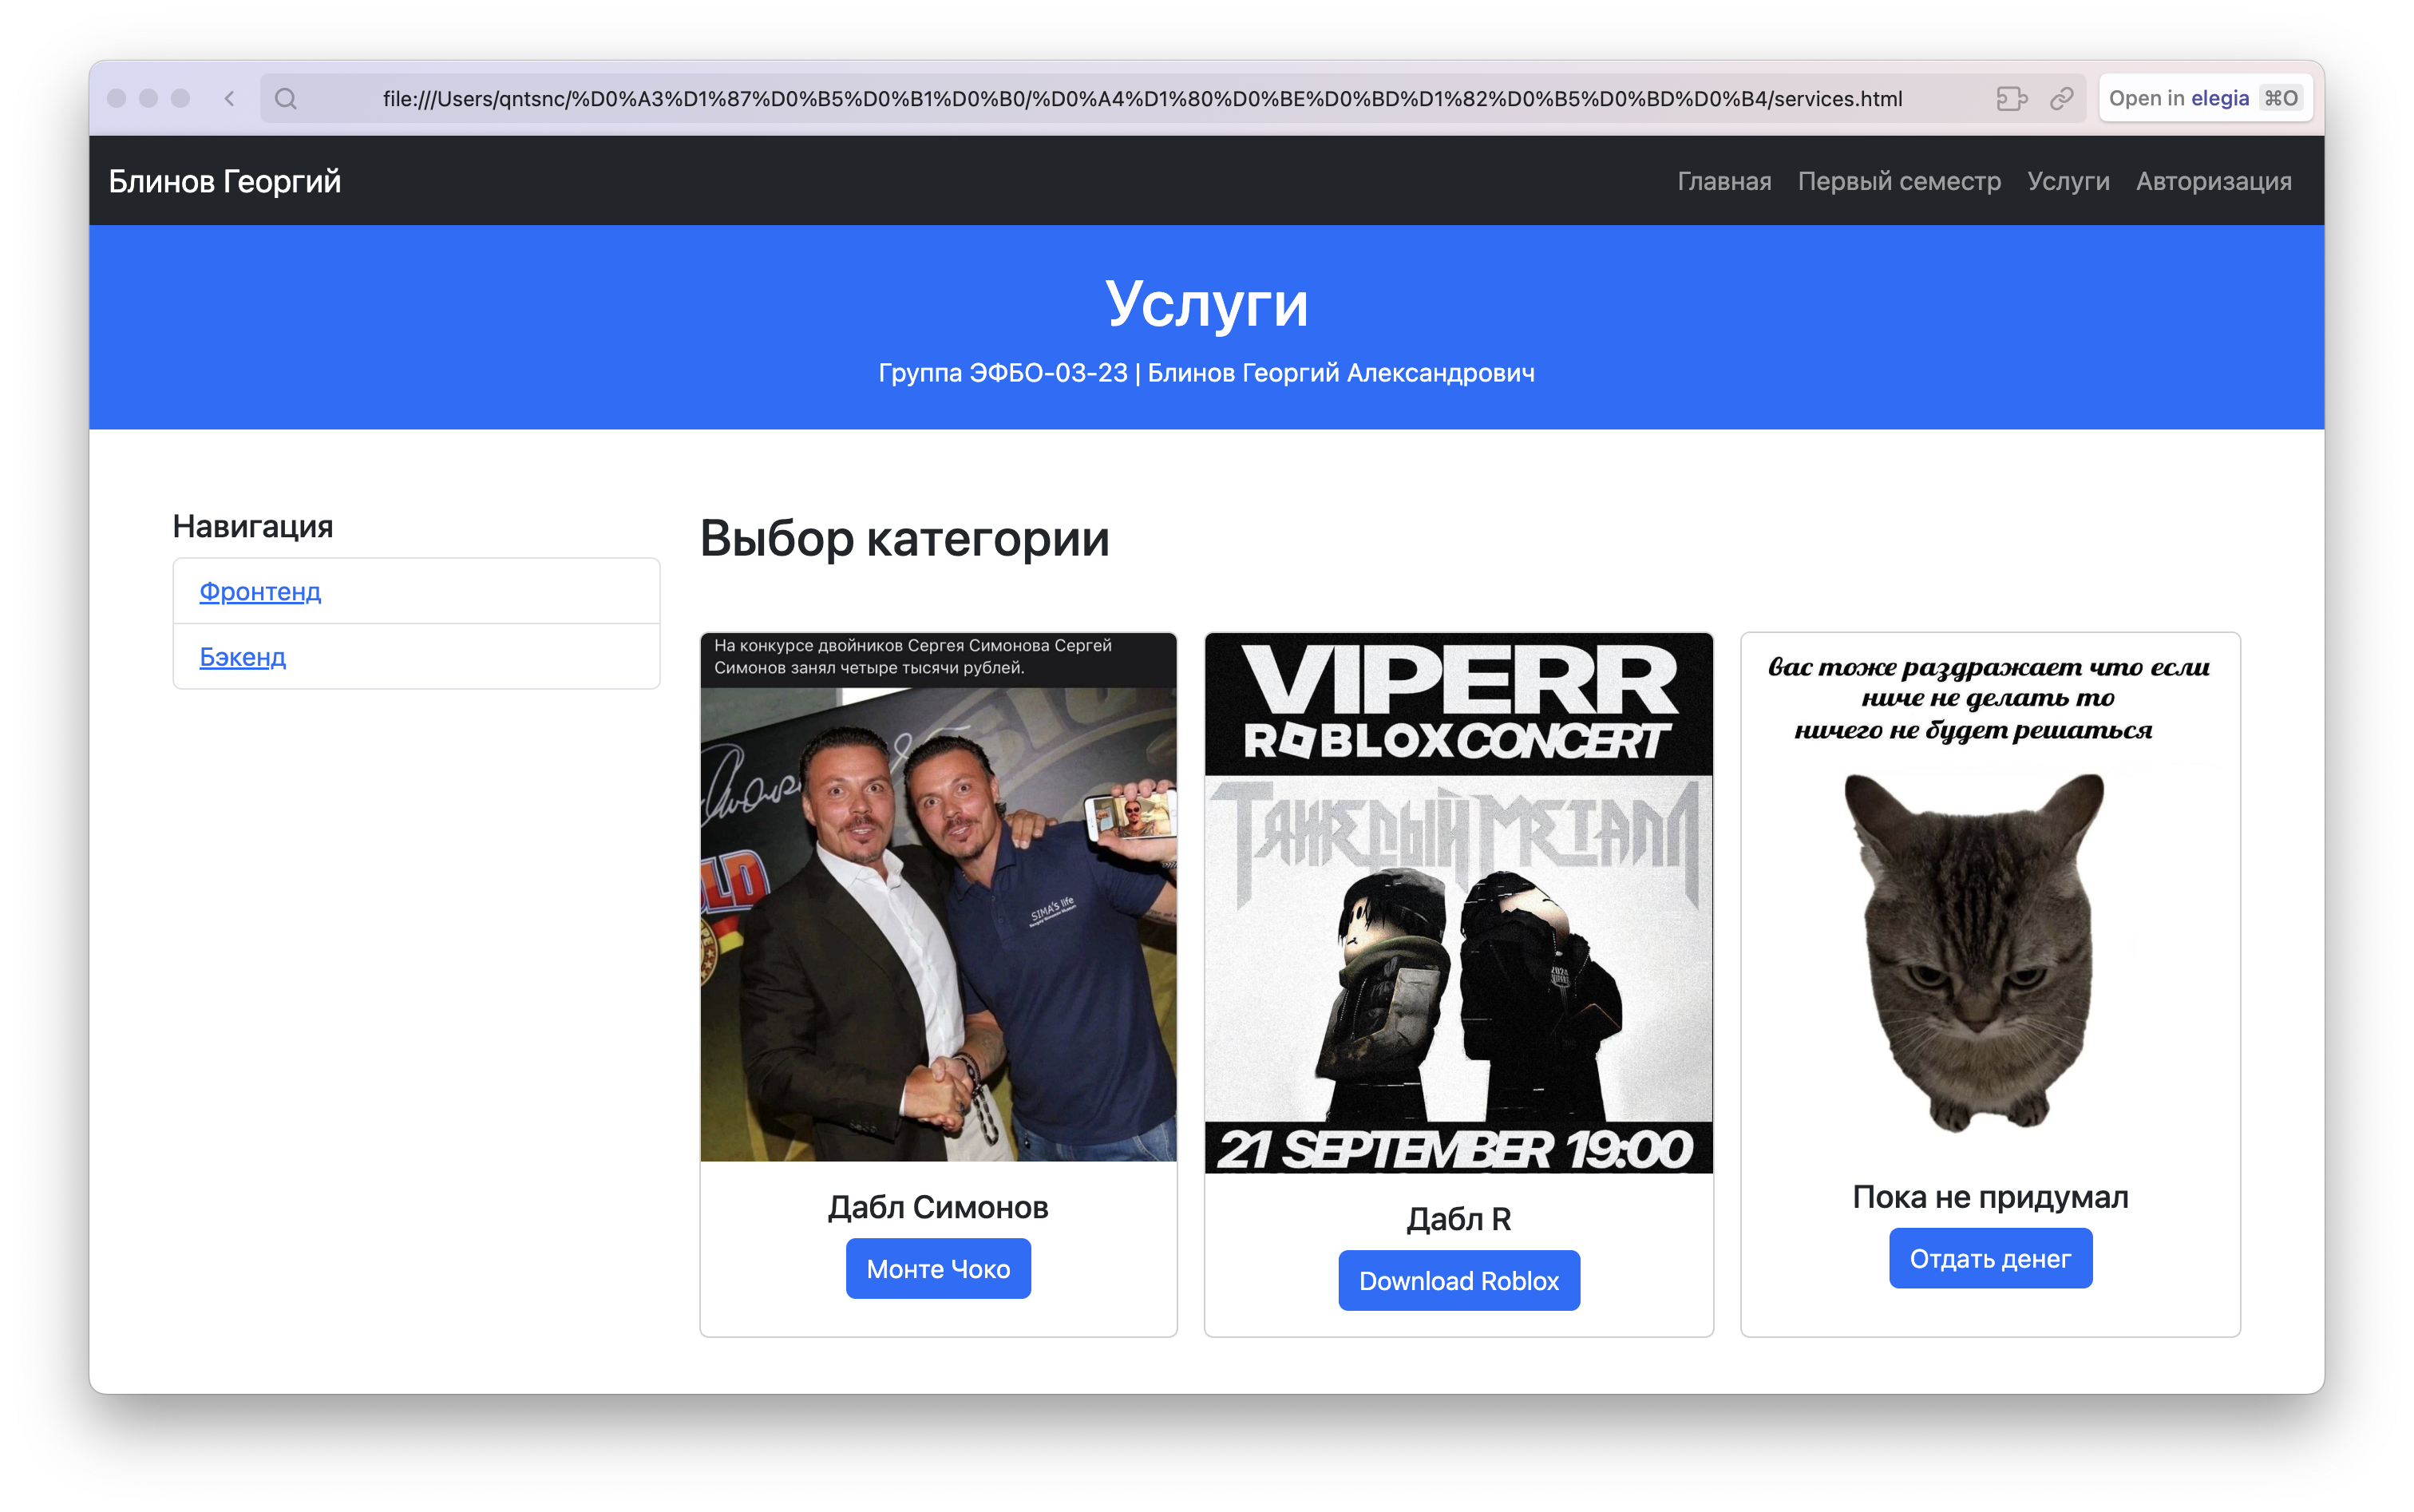 file:///Users/qntsnc/%D0%A3%D1%87%D0%B5%D0%B1%D0%B0/%D0%A4%D1%80%D0%BE%D0%BD%D1%82%D0%B5%D0%BD%D0%B4/services.html
Open in elegia ⌘O
Блинов Георгий
Главная Первый семестр Услуги Авторизация
Услуги
Группа ЭФБО-03-23 | Блинов Георгий Александрович
Навигация
Фронтенд
Бэкенд
Выбор категории
На конкурсе двойников Сергея Симонова Сергей
Симонов занял четыре тысячи рублей.
SIMA's life
Дабл Симонов
Монте Чоко
VIPERR
ROBLOX CONCERT
ТЯЖЕЛЫЙ МЕТАЛЛ
21 SEPTEMBER 19:00
Дабл R
Download Roblox
вас тоже раздражает что если
ниче не делать то
ничего не будет решаться
Пока не придумал
Отдать денег